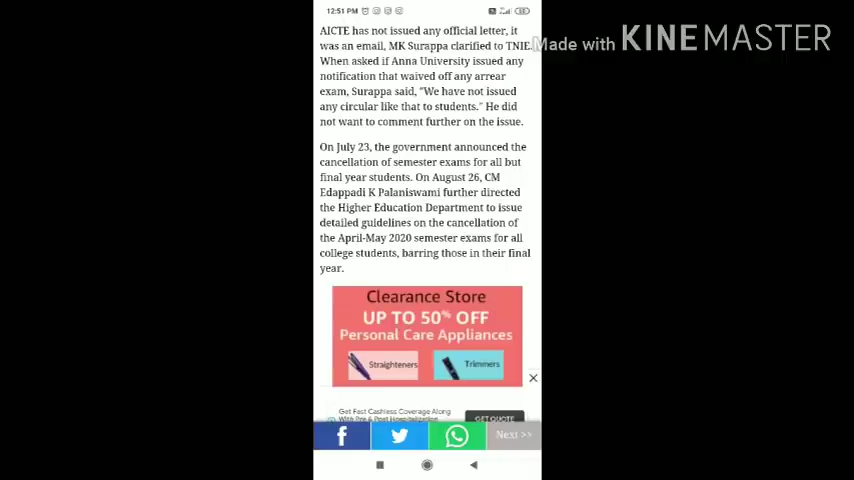 12:51 PM
Made with KINEMASTER
AICTE has not issued any official letter, it
was an email, MK Surappa clarified to TNIE.
When asked if Anna University issued any
notification that waived off any arrear
exam, Surappa said, "We have not issued
any circular like that to students." He did
not want to comment further on the issue.
On July 23, the government announced the
cancellation of semester exams for all but
final year students. On August 26, CM
Edappadi K Palaniswami further directed
the Higher Education Department to issue
detailed guidelines on the cancellation of
the April-May 2020 semester exams for all
college students, barring those in their final
year.
Clearance Store
UP TO 50% OFF
Personal Care Appliances
Straighteners Trimmers
Get Fast Cashless Coverage Along
With Pre & Post Hospitalization
GET QUOTE
Next >>